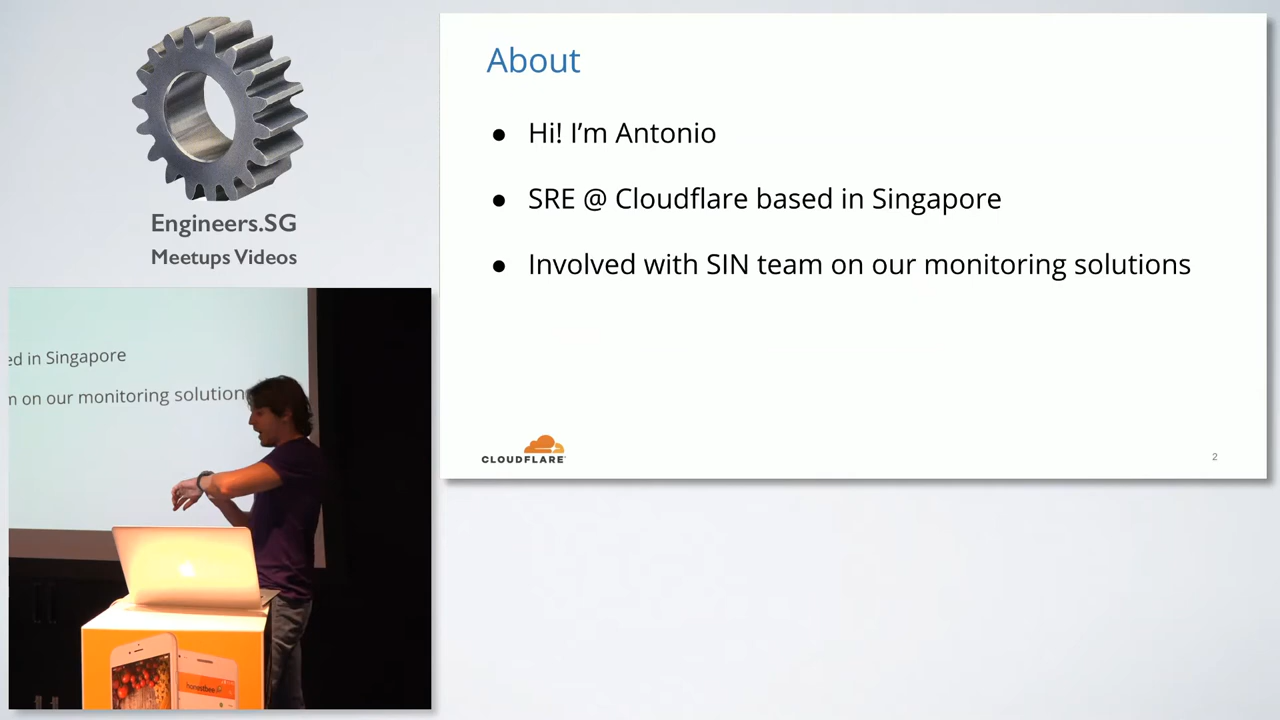 Engineers.SG
Meetups Videos
About
● Hi! I’m Antonio
● SRE @ Cloudflare based in Singapore
● Involved with SIN team on our monitoring solutions
CLOUDFLARE
2
ed in Singapore
m on our monitoring solution
honestbee